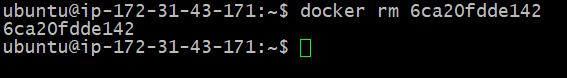 ubuntu@ip-172-31-43-171:~$ docker rm 6ca20fdde142
6ca20fdde142
ubuntu@ip-172-31-43-171:~$